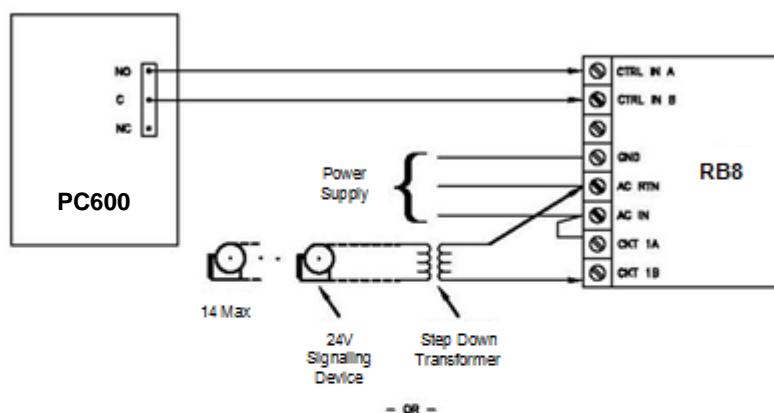 NO
C
NC
PC600
CTRL IN A
CTRL IN B
GND
AC RTN
AC IN
CKT 1A
CKT 1B
RB8
Power
Supply
14 Max
24V
Signalling
Device
Step Down
Transformer
- OR -